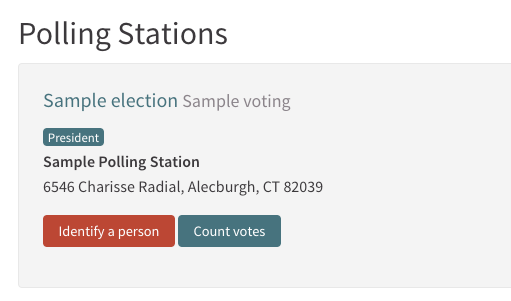 Polling Stations
Sample election Sample voting
President
Sample Polling Station
6546 Charisse Radial, Alecburgh, CT 82039
Identify a person Count votes